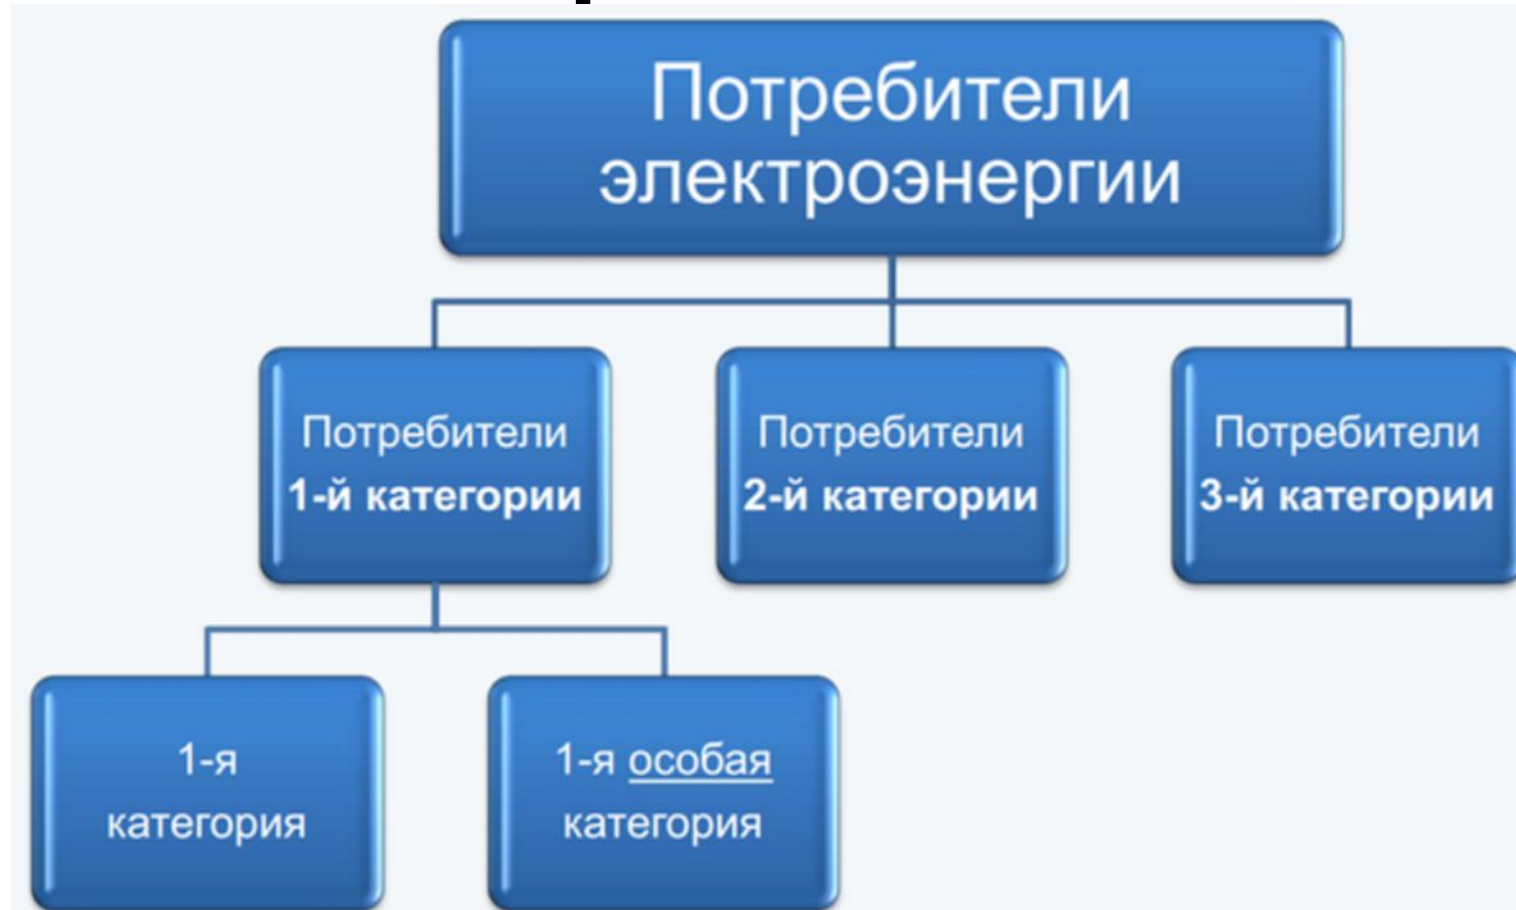 Потребители
электроэнергии
Потребители
1-й категории
Потребители
2-й категории
Потребители
3-й категории
1-я
категория
1-я особая
категория